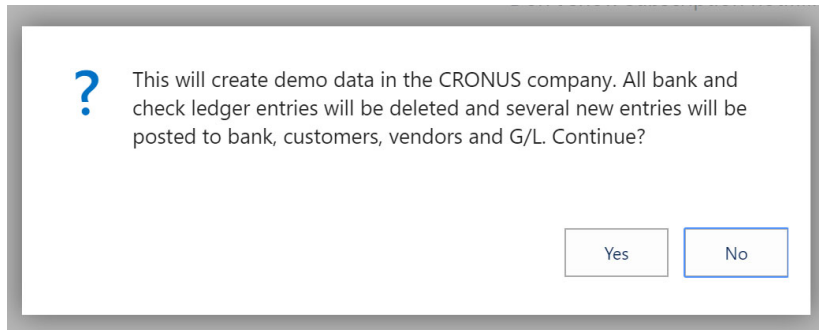 ?
This will create demo data in the CRONUS company. All bank and
check ledger entries will be deleted and several new entries will be
posted to bank, customers, vendors and G/L. Continue?
Yes
No